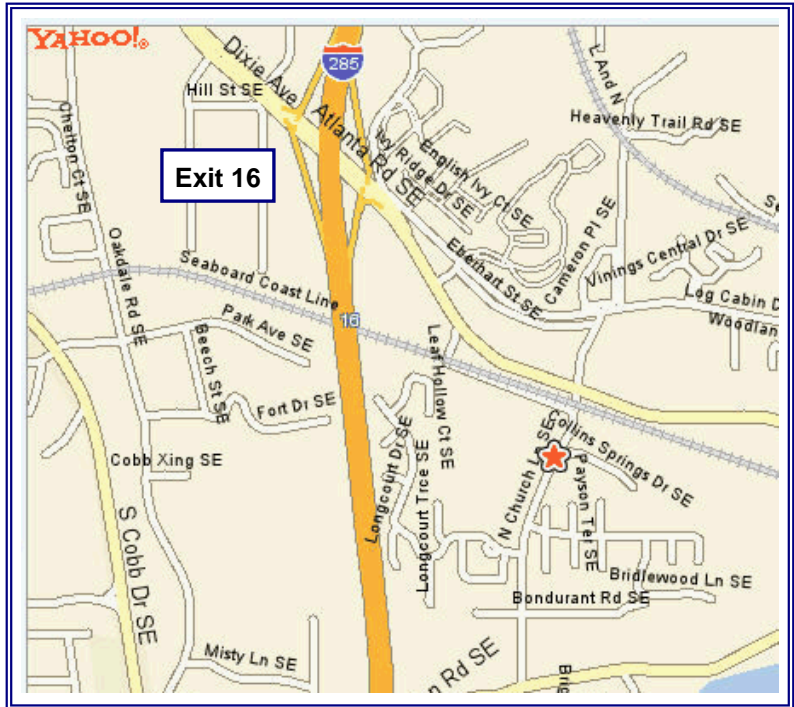 YAHOO!®
285
Dixie Ave
Atlanta Rd SE
Hill St SE
L And N
Heavenly Trail Rd SE
Exit 16
Chelton Ct SE
Ivy Ridge Dr SE
English Ivy Ct SE
Oakdale Rd SE
Seaboard Coast Line
Eberhart St SE
Cameron Pl SE
Vinings Central Dr SE
Log Cabin D
Woodlan
16
Park Ave SE
Beech St SE
Leaf Hollow Ct SE
Fort Dr SE
Collins Springs Dr SE
Cobb Xing SE
Longcourt Dr SE
Longcourt Trce SE
N Church Ln SE
Payson Ter SE
S Cobb Dr SE
Bridlewood Ln SE
Bondurant Rd SE
Misty Ln SE
n Rd SE